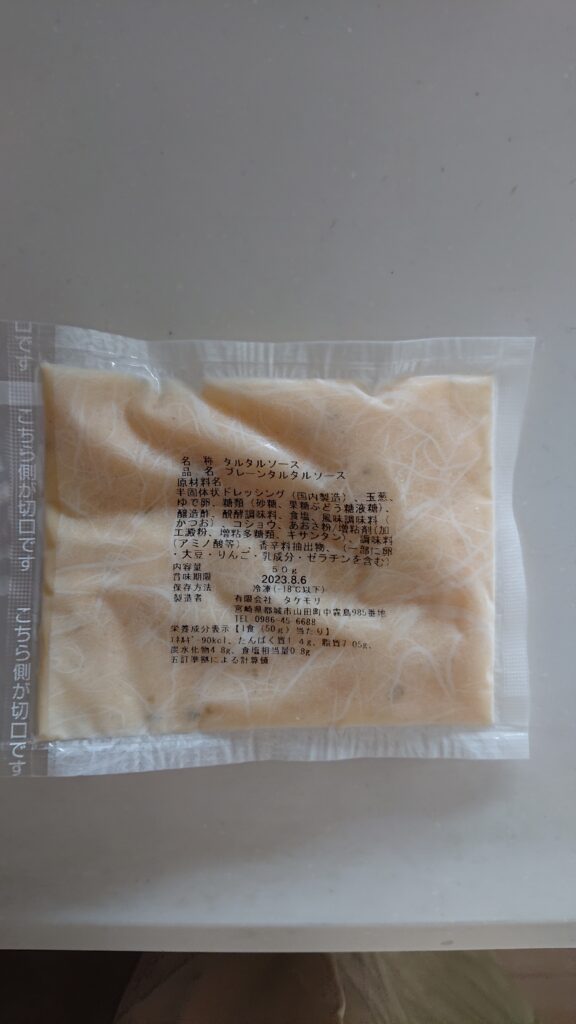 口です
こちら側が切口です
こちら側が切口です
名 称 タルタルソース
品 名 プレーンタルタルソース
原材料名
半固体状ドレッシング（国内製造）、玉葱、
ゆで卵、糖類（砂糖、果糖ぶどう糖液糖）、
醸造酢、醗酵調味料、食塩、風味調味料（
かつお）、コショウ、あおさ粉/増粘剤(加
工澱粉、増粘多糖類、キサンタン)、調味料
(アミノ酸等)、香辛料抽出物、（一部に卵
・大豆・りんご・乳成分・ゼラチンを含む）
内容量 50g
賞味期限 2023.8.6
保存方法 冷凍(-18℃以下)
製造者 有限会社 タケモリ
宮崎県都城市山田町中霧島985番地
TEL 0986-45-6688
栄養成分表示【1食（50g）当たり】
ｴﾈﾙｷﾞｰ90kcl、たんぱく質1.4g、脂質7.05g、
炭水化物4.8g、食塩相当量0.8g
五訂準拠による計算値